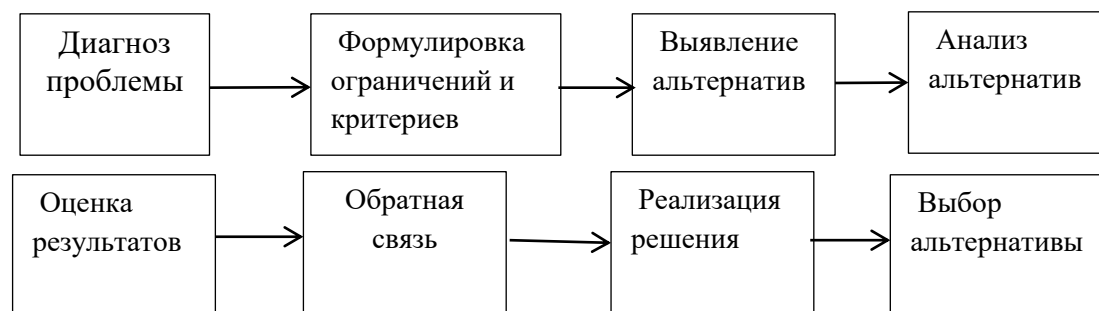 Диагноз
проблемы
Формулировка
ограничений и
критериев
Выявление
альтернатив
Анализ
альтернатив
Оценка
результатов
Обратная
связь
Реализация
решения
Выбор
альтернативы